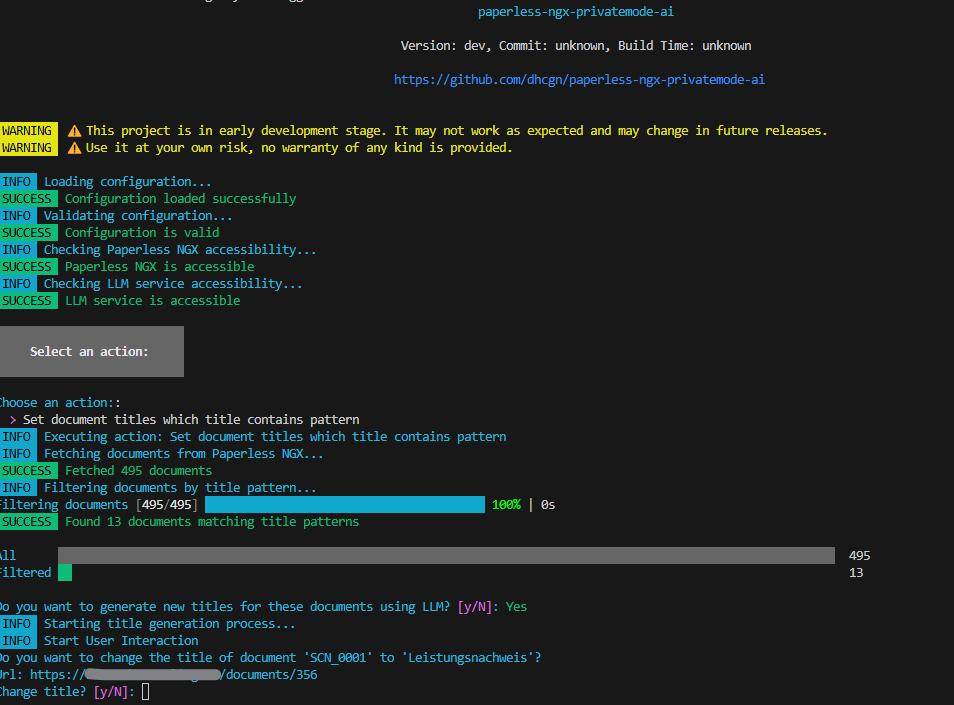 paperless-ngx-privatemode-ai
Version: dev, Commit: unknown, Build Time: unknown
https://github.com/dhcgn/paperless-ngx-privatemode-ai
WARNING ⚠ This project is in early development stage. It may not work as expected and may change in future releases.
WARNING ⚠ Use it at your own risk, no warranty of any kind is provided.
INFO Loading configuration...
SUCCESS Configuration loaded successfully
INFO Validating configuration...
SUCCESS Configuration is valid
INFO Checking Paperless NGX accessibility...
SUCCESS Paperless NGX is accessible
INFO Checking LLM service accessibility...
SUCCESS LLM service is accessible
Select an action:
Choose an action::
> Set document titles which title contains pattern
INFO Executing action: Set document titles which title contains pattern
INFO Fetching documents from Paperless NGX...
SUCCESS Fetched 495 documents
INFO Filtering documents by title pattern...
Filtering documents [495/495] 100% | 0s
SUCCESS Found 13 documents matching title patterns
All 495
Filtered 13
Do you want to generate new titles for these documents using LLM? [y/N]: Yes
INFO Starting title generation process...
INFO Start User Interaction
Do you want to change the title of document 'SCN_0001' to 'Leistungsnachweis'?
Url: https:// /documents/356
Change title? [y/N]: